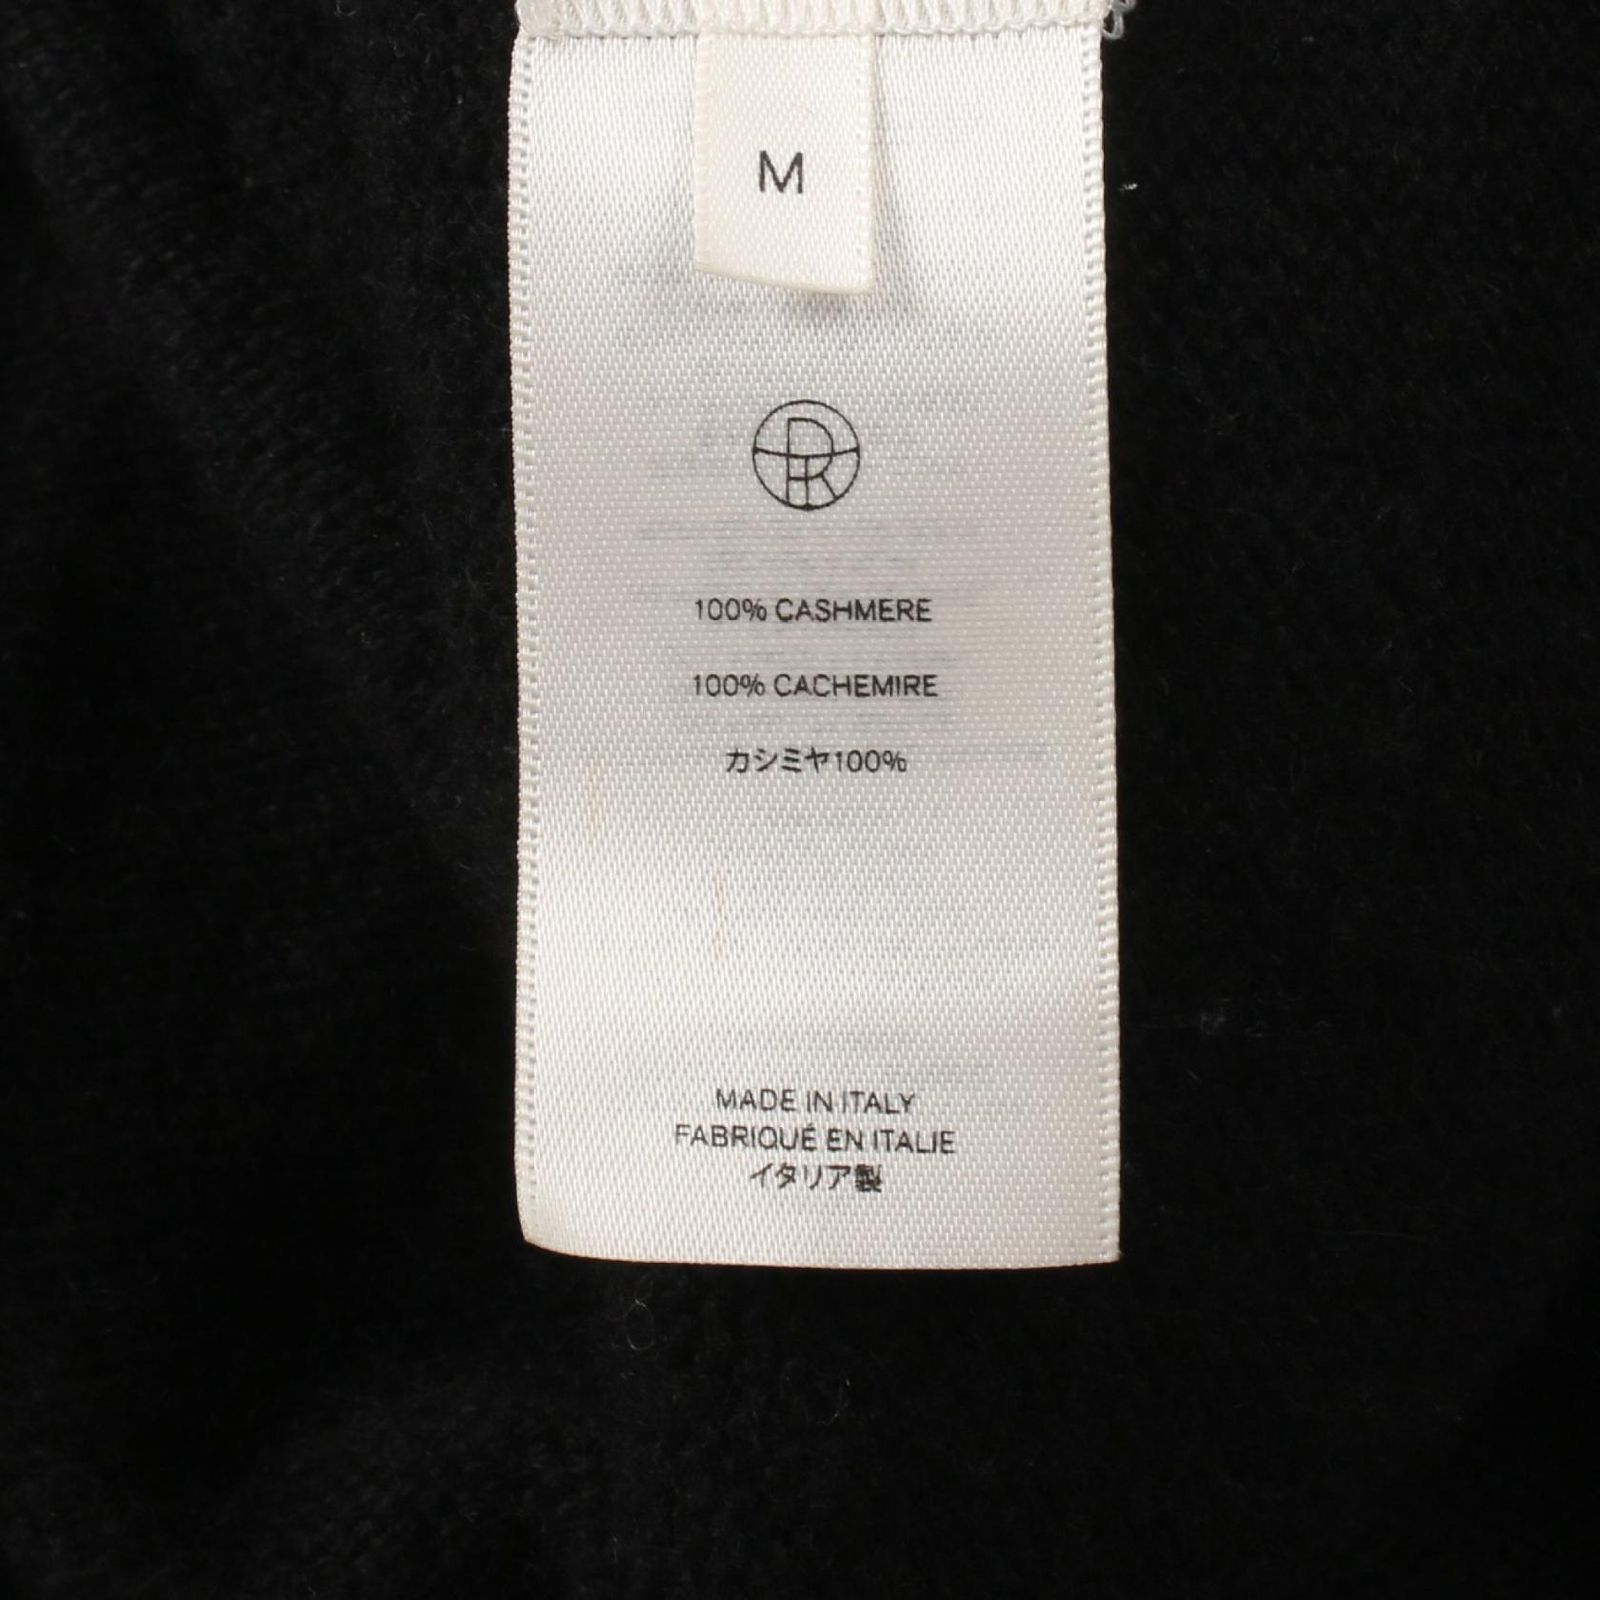 M
100% CASHMERE
100% CACHEMIRE
カシミヤ100%
MADE IN ITALY
FABRIQUÉ EN ITALIE
イタリア製